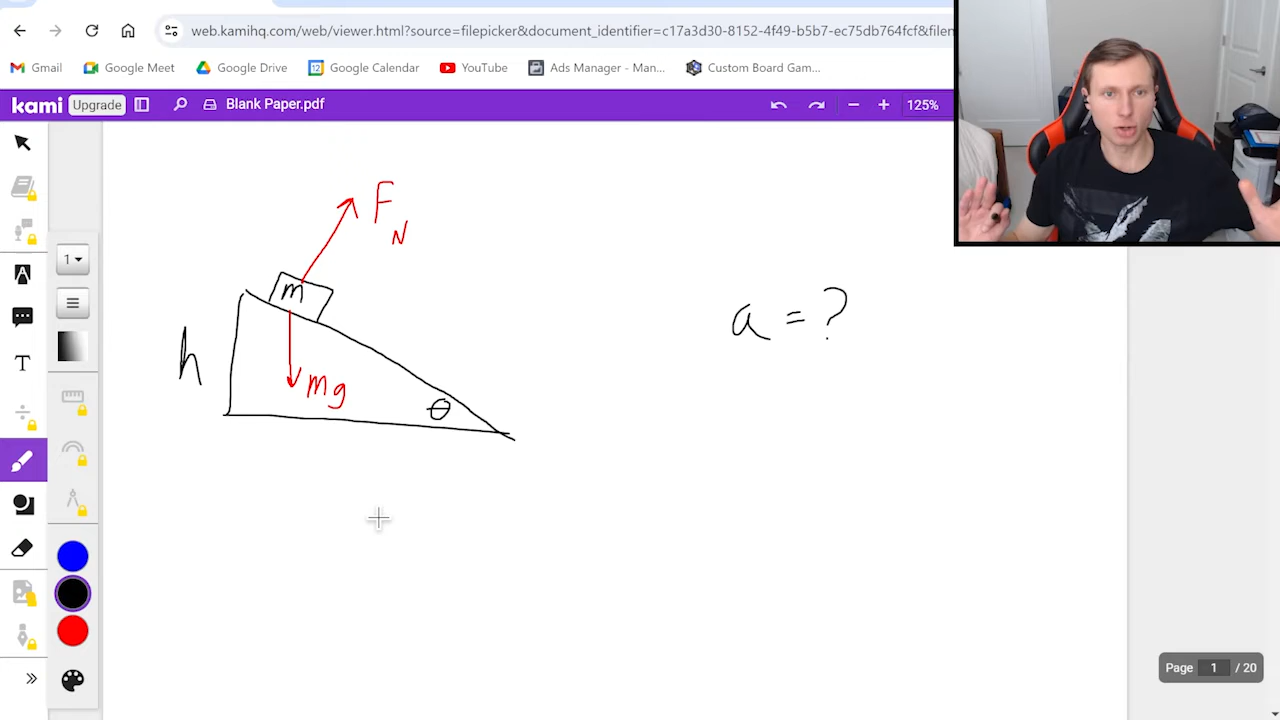 web.kamihq.com/web/viewer.html?source=filepicker&document_identifier=c17a3d30-8152-4f49-b5b7-ec75db764fcf&filen
Gmail
Google Meet
Google Drive
12
Google Calendar
YouTube
Ads Manager - Man...
Custom Board Gam...
kami
Upgrade
Blank Paper.pdf
125%
F
N
m
1
a = ?
h
mg
θ
A
T
Page 1 / 20